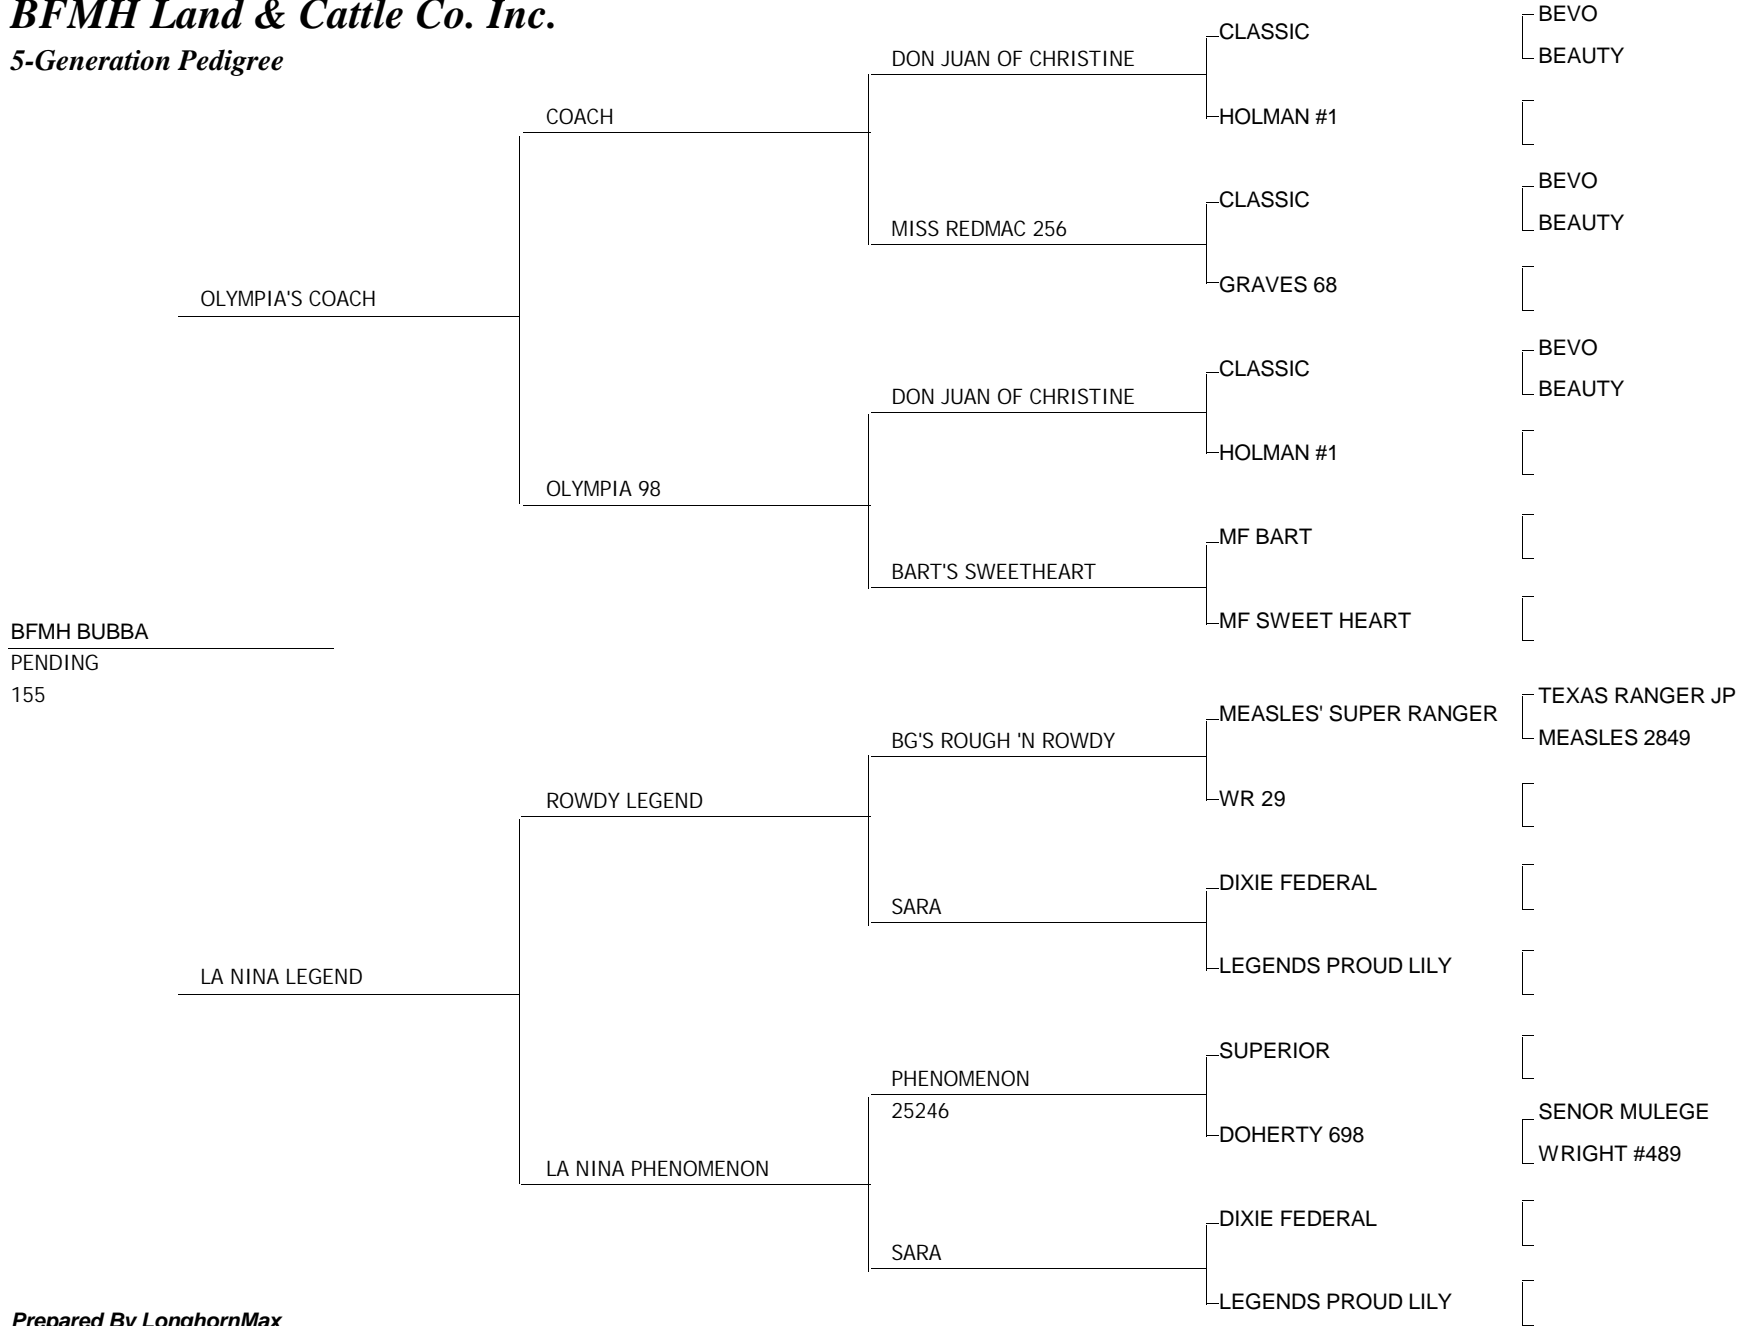 BFMH Land & Cattle Co. Inc.
5-Generation Pedigree
BFMH BUBBA
PENDING
155
OLYMPIA'S COACH
LA NINA LEGEND
COACH
OLYMPIA 98
ROWDY LEGEND
LA NINA PHENOMENON
DON JUAN OF CHRISTINE
MISS REDMAC 256
DON JUAN OF CHRISTINE
BART'S SWEETHEART
BG'S ROUGH 'N ROWDY
SARA
PHENOMENON
25246
SARA
CLASSIC
HOLMAN #1
CLASSIC
GRAVES 68
CLASSIC
HOLMAN #1
MF BART
MF SWEET HEART
MEASLES' SUPER RANGER
WR 29
DIXIE FEDERAL
LEGENDS PROUD LILY
SUPERIOR
DOHERTY 698
DIXIE FEDERAL
LEGENDS PROUD LILY
BEVO
BEAUTY
BEVO
BEAUTY
BEVO
BEAUTY
TEXAS RANGER JP
MEASLES 2849
SENOR MULEGE
WRIGHT #489
Prepared By LonghornMax